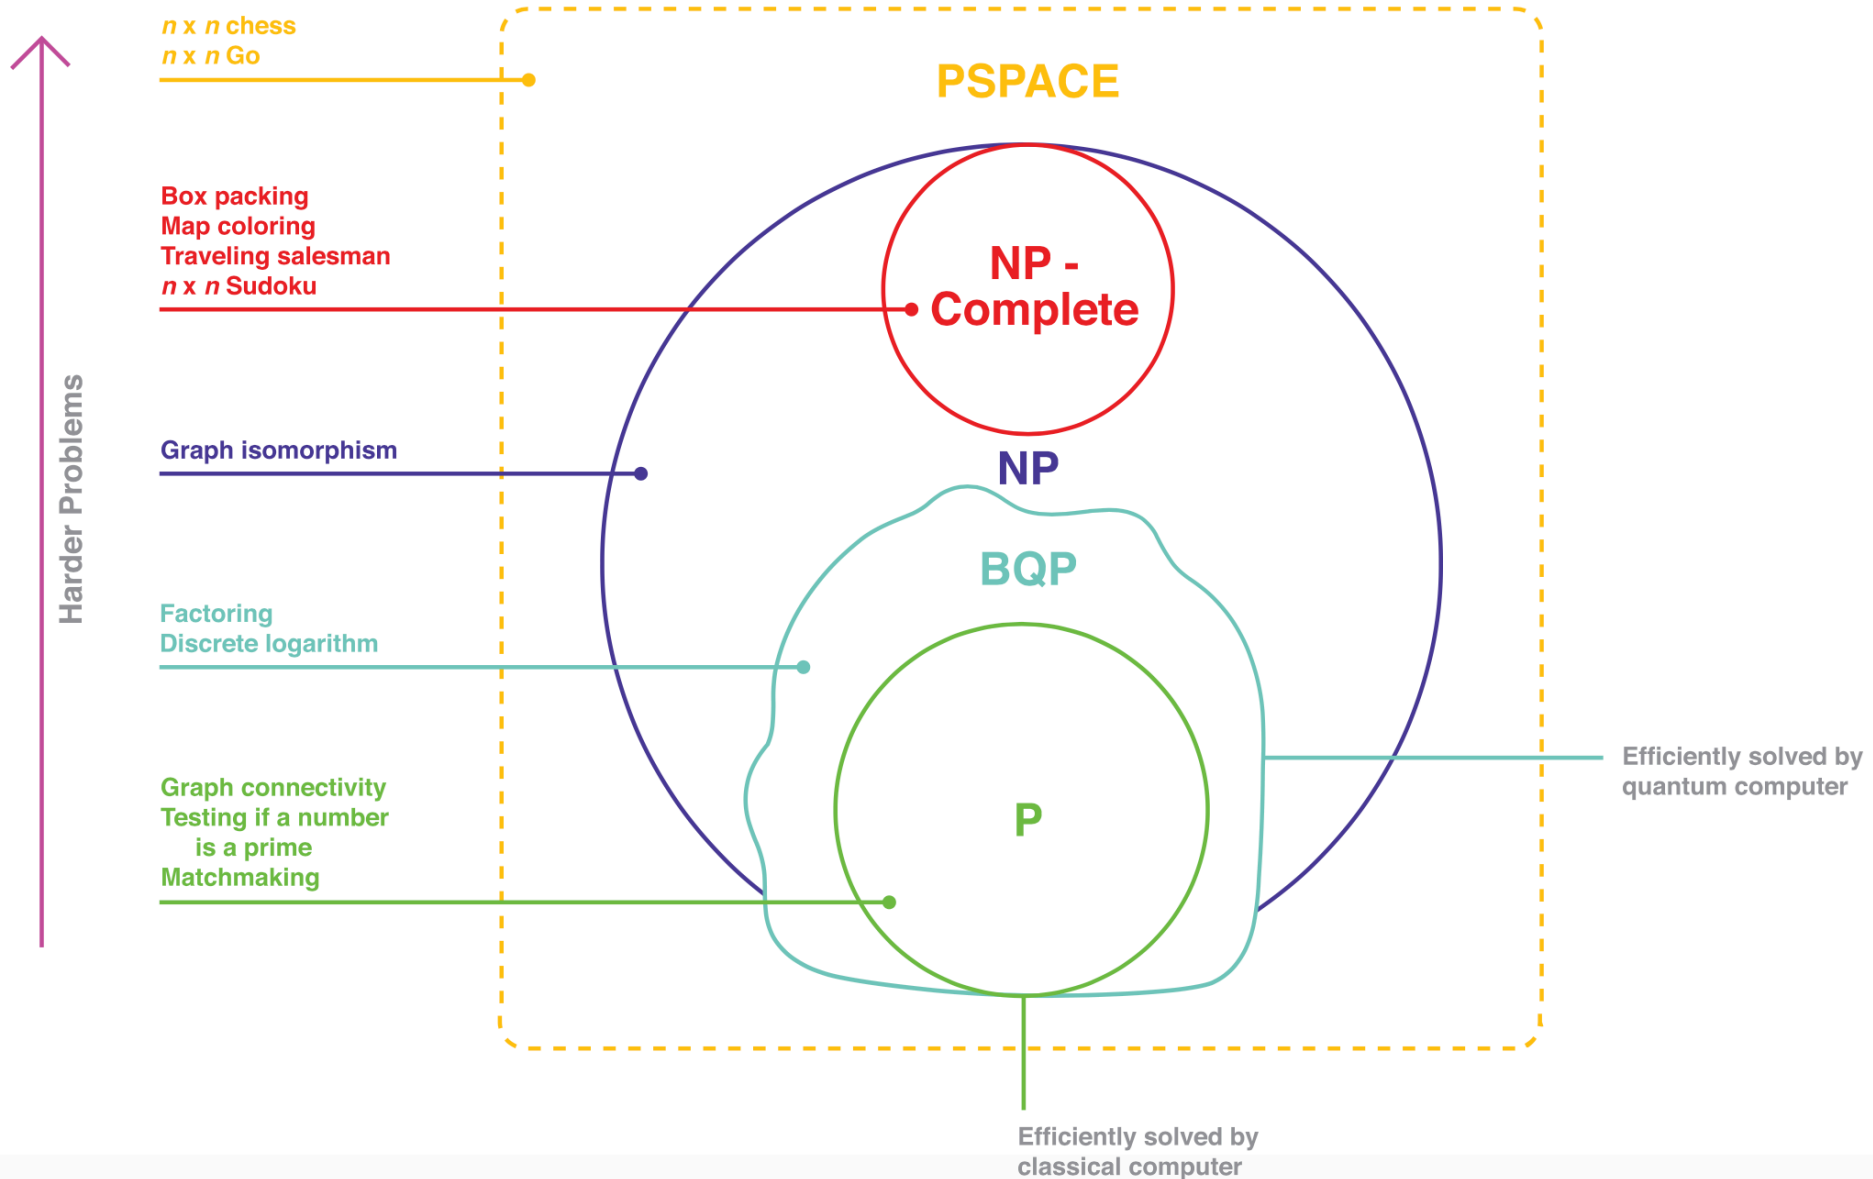 n x n chess
n x n Go
PSPACE
Box packing
Map coloring
Traveling salesman
n x n Sudoku
NP -
Complete
Harder Problems
Graph isomorphism
NP
BQP
Factoring
Discrete logarithm
Graph connectivity
Testing if a number
is a prime
Matchmaking
P
Efficiently solved by
quantum computer
Efficiently solved by
classical computer